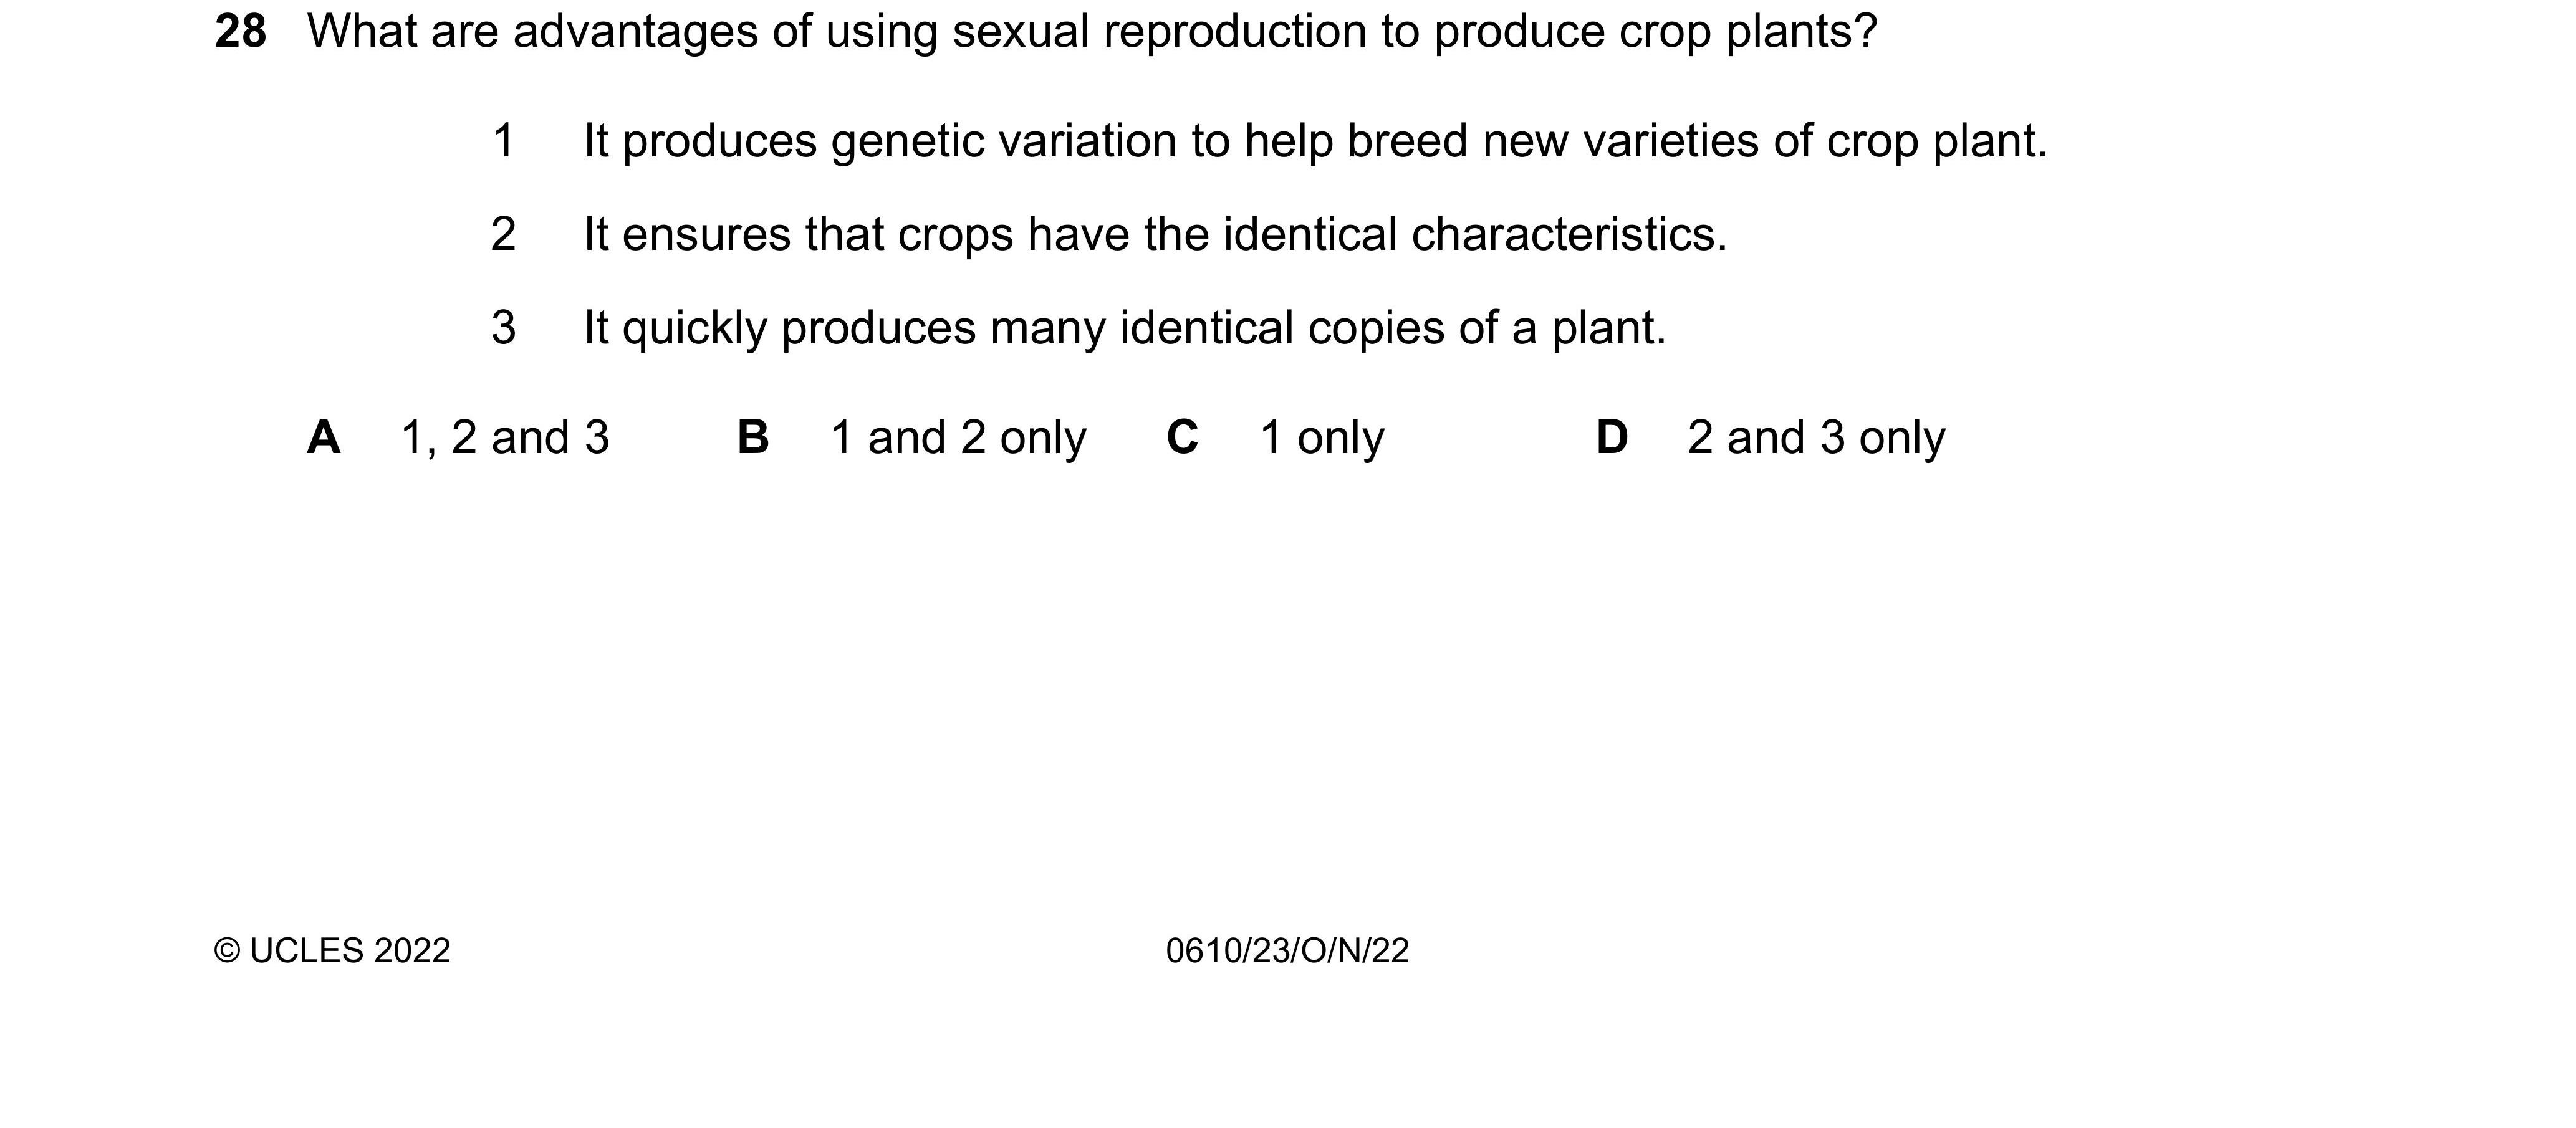 28 What are advantages of using sexual reproduction to produce crop plants?
1 It produces genetic variation to help breed new varieties of crop plant.
2 It ensures that crops have the identical characteristics.
3 It quickly produces many identical copies of a plant.
A 1, 2 and 3 B 1 and 2 only C 1 only D 2 and 3 only
© UCLES 2022 0610/23/O/N/22